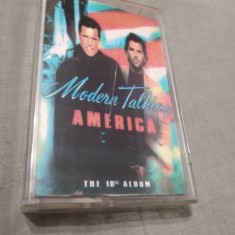 Modern Talking
AMERICA
THE 10th ALBUM